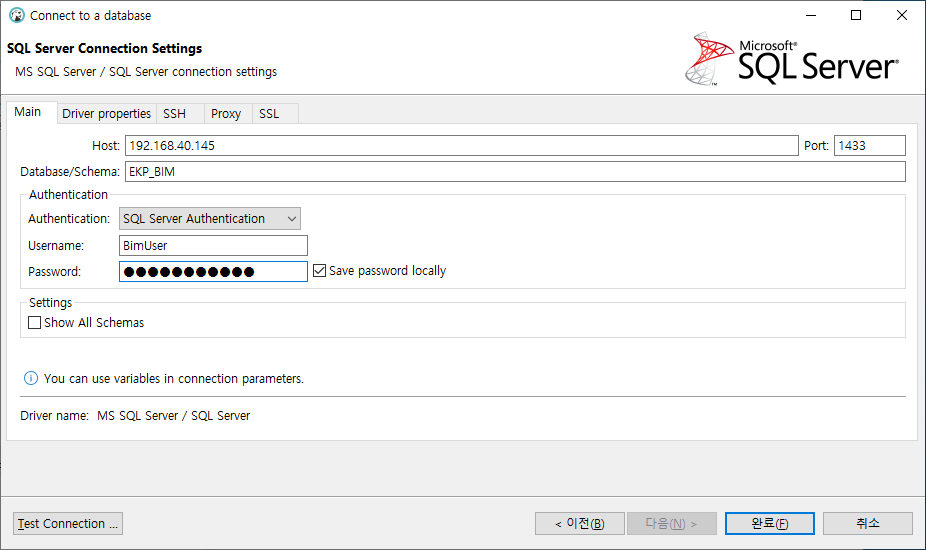 Connect to a database
SQL Server Connection Settings
MS SQL Server / SQL Server connection settings
Microsoft®
SQL Server®
Main Driver properties SSH Proxy SSL
Host: 192.168.40.145 Port: 1433
Database/Schema: EKP_BIM
Authentication
Authentication: SQL Server Authentication
Username: BimUser
Password: ●●●●●●●●●●● Save password locally
Settings
Show All Schemas
You can use variables in connection parameters.
Driver name: MS SQL Server / SQL Server
Test Connection ... < 이전(B) 다음(N) > 완료(F) 취소